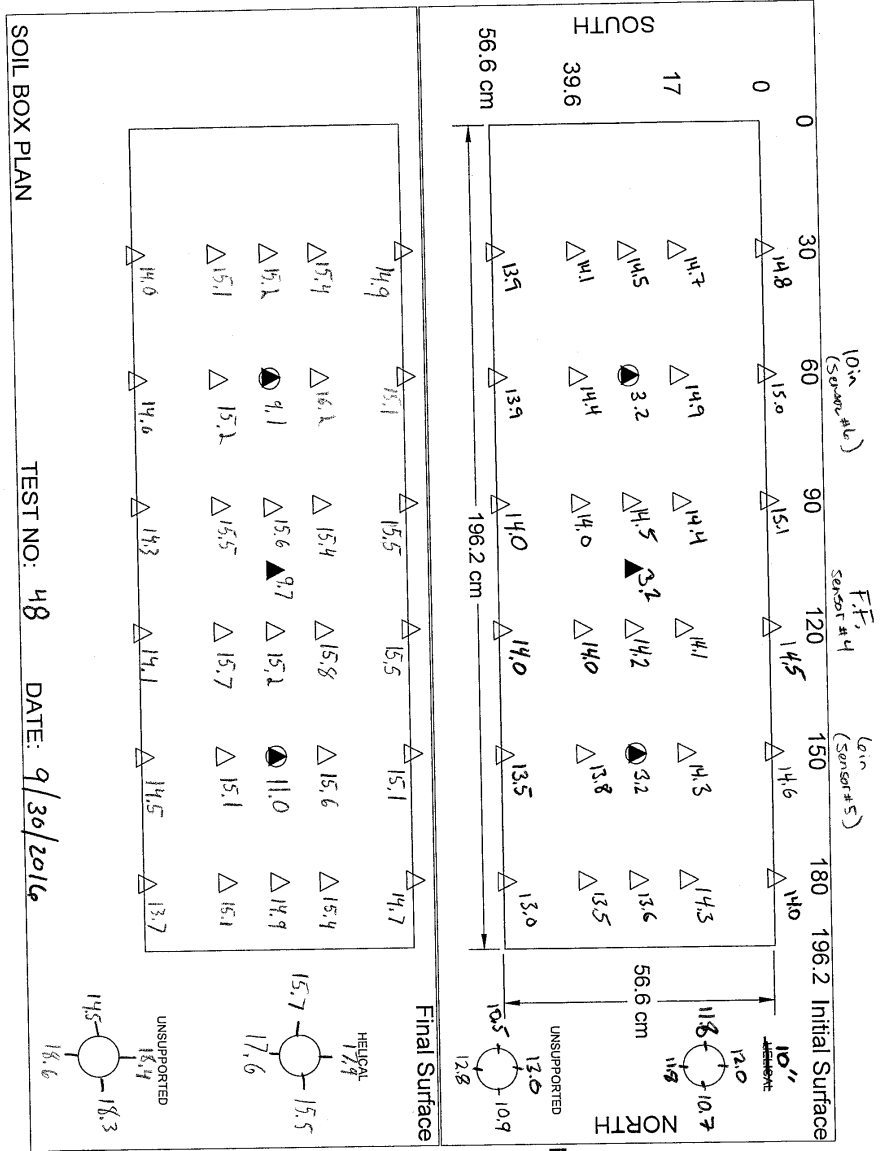 10in
(sensor #6)
F.F.
sensor #4
6in
(sensor #5)
0 30 60 90 120 150 180 196.2 Initial Surface
0 14.8 15.0 15.1 14.5 14.6 14.0
17 14.7 14.9 14.4 14.1 14.3 14.3
14.5 3.2 14.5 3.2 14.2 3.2 13.6
39.6 14.1 14.4 14.0 14.0 13.8 13.5
56.6 cm 13.9 13.9 14.0 14.0 13.5 13.0
SOUTH
NORTH
196.2 cm
56.6 cm
10" HELICAL
12.0
11.8 10.7
11.8
UNSUPPORTED
13.0
10.5 10.9
12.8
Final Surface
14.9 15.1 15.5 15.5 15.1 14.7
15.4 16.2 15.4 15.8 15.6 15.4
15.2 9.1 15.6 9.7 15.2 11.0 14.9
15.1 15.2 15.5 15.7 15.1 15.1
14.0 14.0 14.3 14.1 14.5 13.7
HELICAL
17.9
15.7 15.5
17.6
UNSUPPORTED
18.4
14.5 18.3
18.6
SOIL BOX PLAN TEST NO: 48 DATE: 9/30/2016